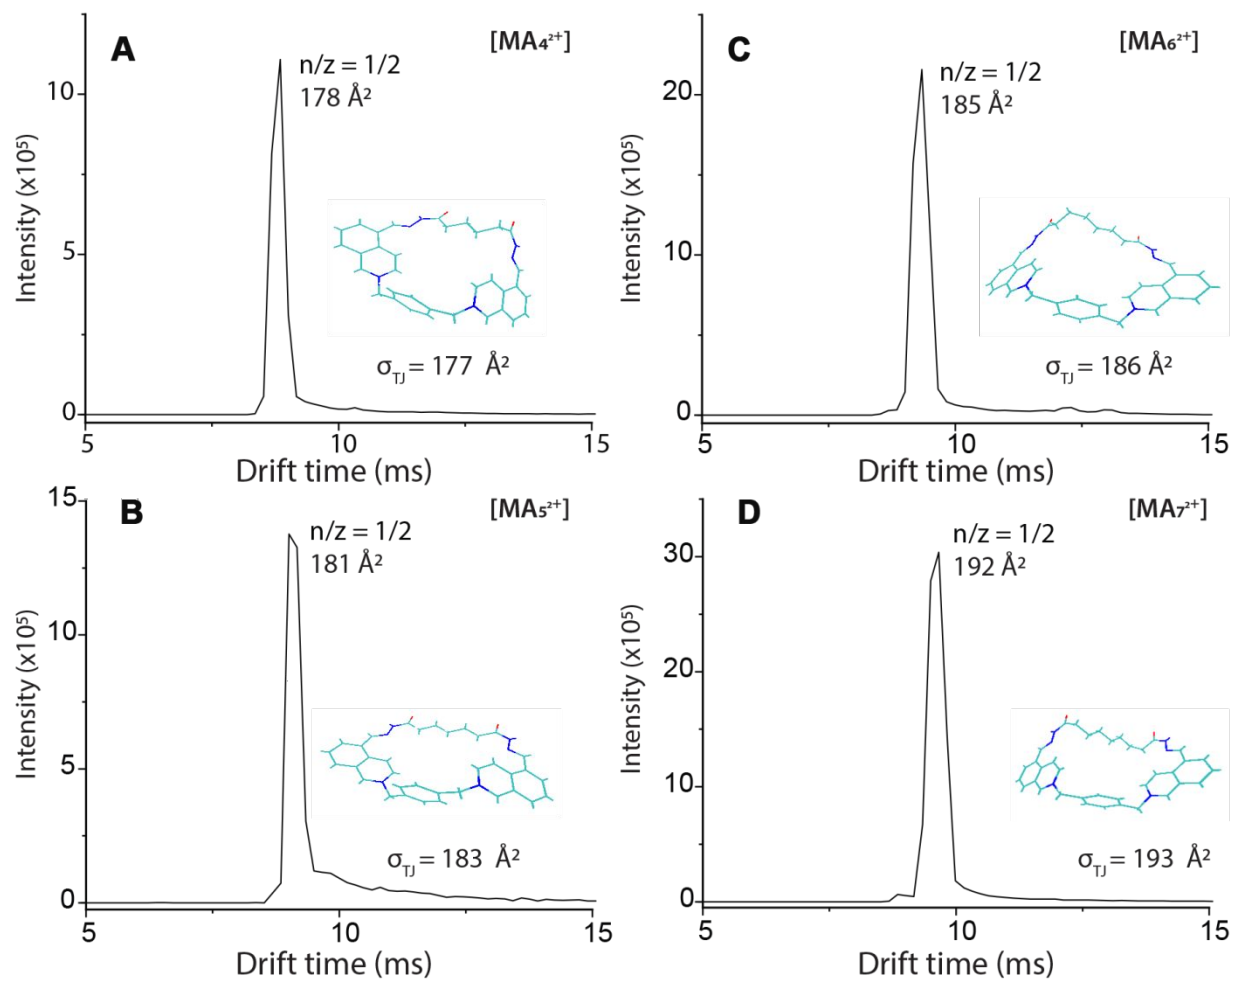 A
[MA₄²⁺]
n/z = 1/2
178 Å²
σTJ = 177 Å²
Intensity (x10⁵)
10
5
0
5
10
15
Drift time (ms)
C
[MA₆²⁺]
n/z = 1/2
185 Å²
σTJ = 186 Å²
Intensity (x10⁵)
20
10
0
5
10
15
Drift time (ms)
B
[MA₅²⁺]
n/z = 1/2
181 Å²
σTJ = 183 Å²
Intensity (x10⁵)
15
10
5
0
5
10
15
Drift time (ms)
D
[MA₇²⁺]
n/z = 1/2
192 Å²
σTJ = 193 Å²
Intensity (x10⁵)
30
20
10
0
5
10
15
Drift time (ms)